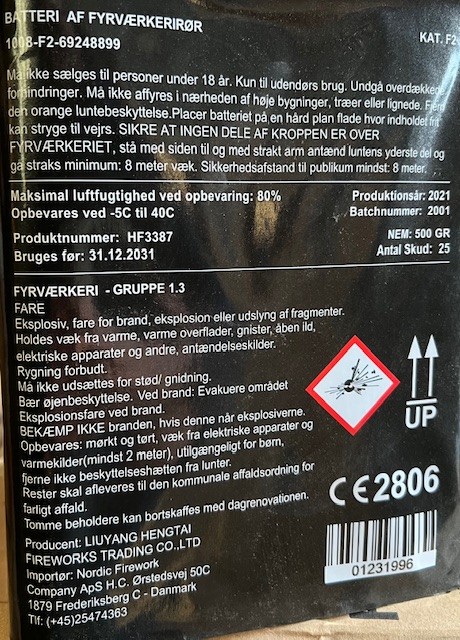 BATTERI AF FYRVÆRKERIRØR
1008-F2-69248899
KAT. F2
Må ikke sælges til personer under 18 år. Kun til udendørs brug. Undgå overdækkede
forhindringer. Må ikke affyres i nærheden af høje bygninger, træer eller lignede. Fjern
den orange luntebeskyttelse.Placer batteriet på en hård plan flade hvor indholdet frit
kan stryge til vejrs. SIKRE AT INGEN DELE AF KROPPEN ER OVER
FYRVÆRKERIET, stå med siden til og med strakt arm antænd luntens yderste del og
gå straks minimum: 8 meter væk. Sikkerhedsafstand til publikum mindst: 8 meter.
Maksimal luftfugtighed ved opbevaring: 80%
Opbevares ved -5C til 40C
Produktionsår: 2021
Batchnummer: 2001
Produktnummer: HF3387
Bruges før: 31.12.2031
NEM: 500 GR
Antal Skud: 25
FYRVÆRKERI - GRUPPE 1.3
FARE
Eksplosiv, fare for brand, eksplosion eller udslyng af fragmenter.
Holdes væk fra varme, varme overflader, gnister, åben ild,
elektriske apparater og andre, antændelseskilder.
Rygning forbudt.
Må ikke udsættes for stød/ gnidning.
Bær øjenbeskyttelse. Ved brand: Evakuere området
Eksplosionsfare ved brand.
BEKÆMP IKKE branden, hvis denne når eksplosiverne.
Opbevares: mørkt og tørt, væk fra elektriske apparater og
varmekilder(mindst 2 meter), utilgængeligt for børn,
fjerne ikke beskyttelseshætten fra lunter.
Rester skal afleveres til den kommunale affaldsordning for
farligt affald.
Tomme beholdere kan bortskaffes med dagrenovationen.
UP
CE2806
Producent: LIUYANG HENGTAI
FIREWORKS TRADING CO.,LTD
Importør: Nordic Firework
Company ApS H.C. Ørstedsvej 50C
1879 Frederiksberg C - Danmark
Tlf: (+45)25474363
01231996